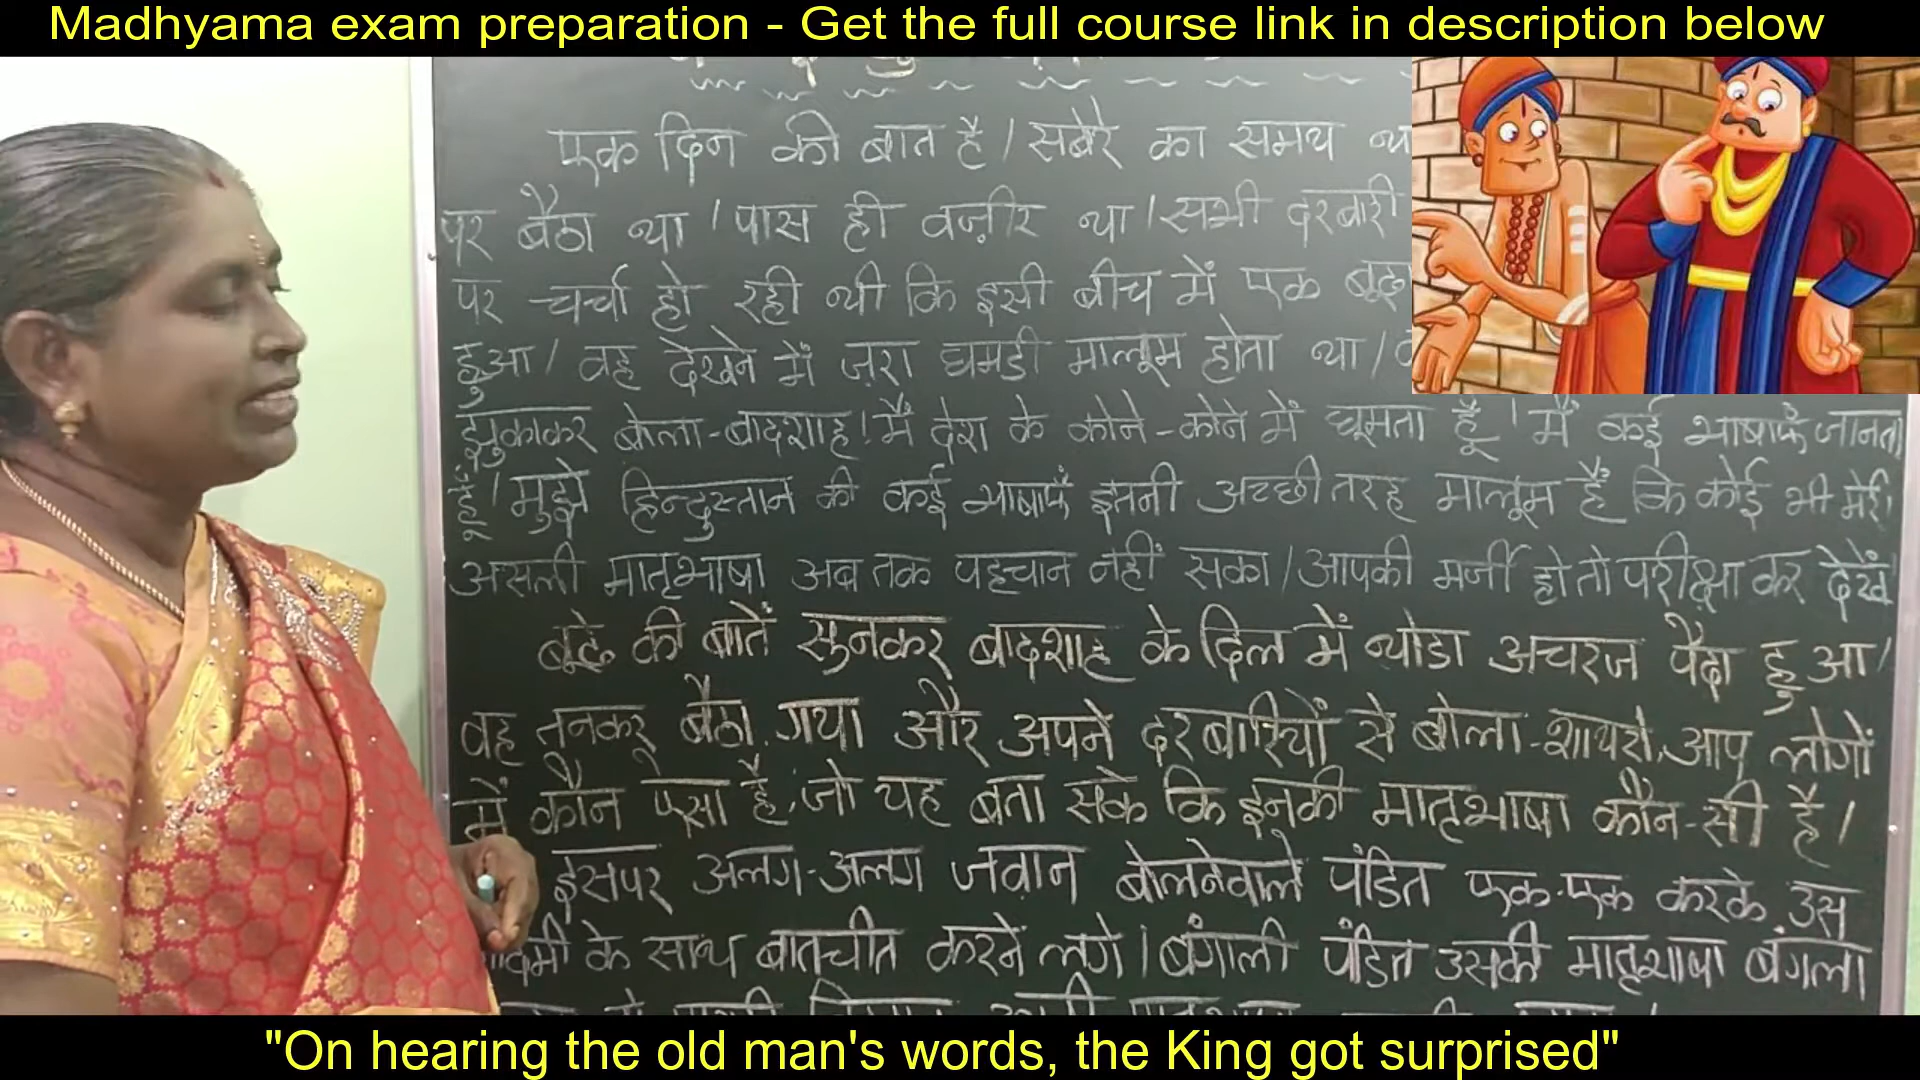 Madhyama exam preparation - Get the full course link in description below
एक दिन की बात है। सबेरे का समय
पर बैठा था। पास ही वज़ीर था। सभी दरबारी
पर चर्चा हो रही थी कि इसी बीच में एक
हुआ। वह देखने में ज़रा घमडी मालूम होता था।
झुकाकर बोला-बादशाह! मैं देश के कोने-कोने में घूमता हूँ। मैं कई भाषाएँ जानता
हूँ। मुझे हिन्दुस्तान की कई भाषाएँ इतनी अच्छी तरह मालूम हैं कि कोई भी मेरी
असली मातृभाषा अब तक पहचान नहीं सका। आपकी मर्जी हो तो परीक्षा कर देखें
बूढ़े की बातें सुनकर बादशाह के दिल में थोडा अचरज पैदा हुआ।
वह तनकर बैठा गया और अपने दरबारियों से बोला-शायरो, आप लोगों
में कौन ऐसा है, जो यह बता सके कि इनकी मातृभाषा कौन-सी है।
इसपर अलग-अलग जबान बोलनेवाले पंडित एक-एक करके उस
के साथ बातचीत करने लगे। बंगाली पंडित उसकी मातृभाषा बंगला
"On hearing the old man's words, the King got surprised"